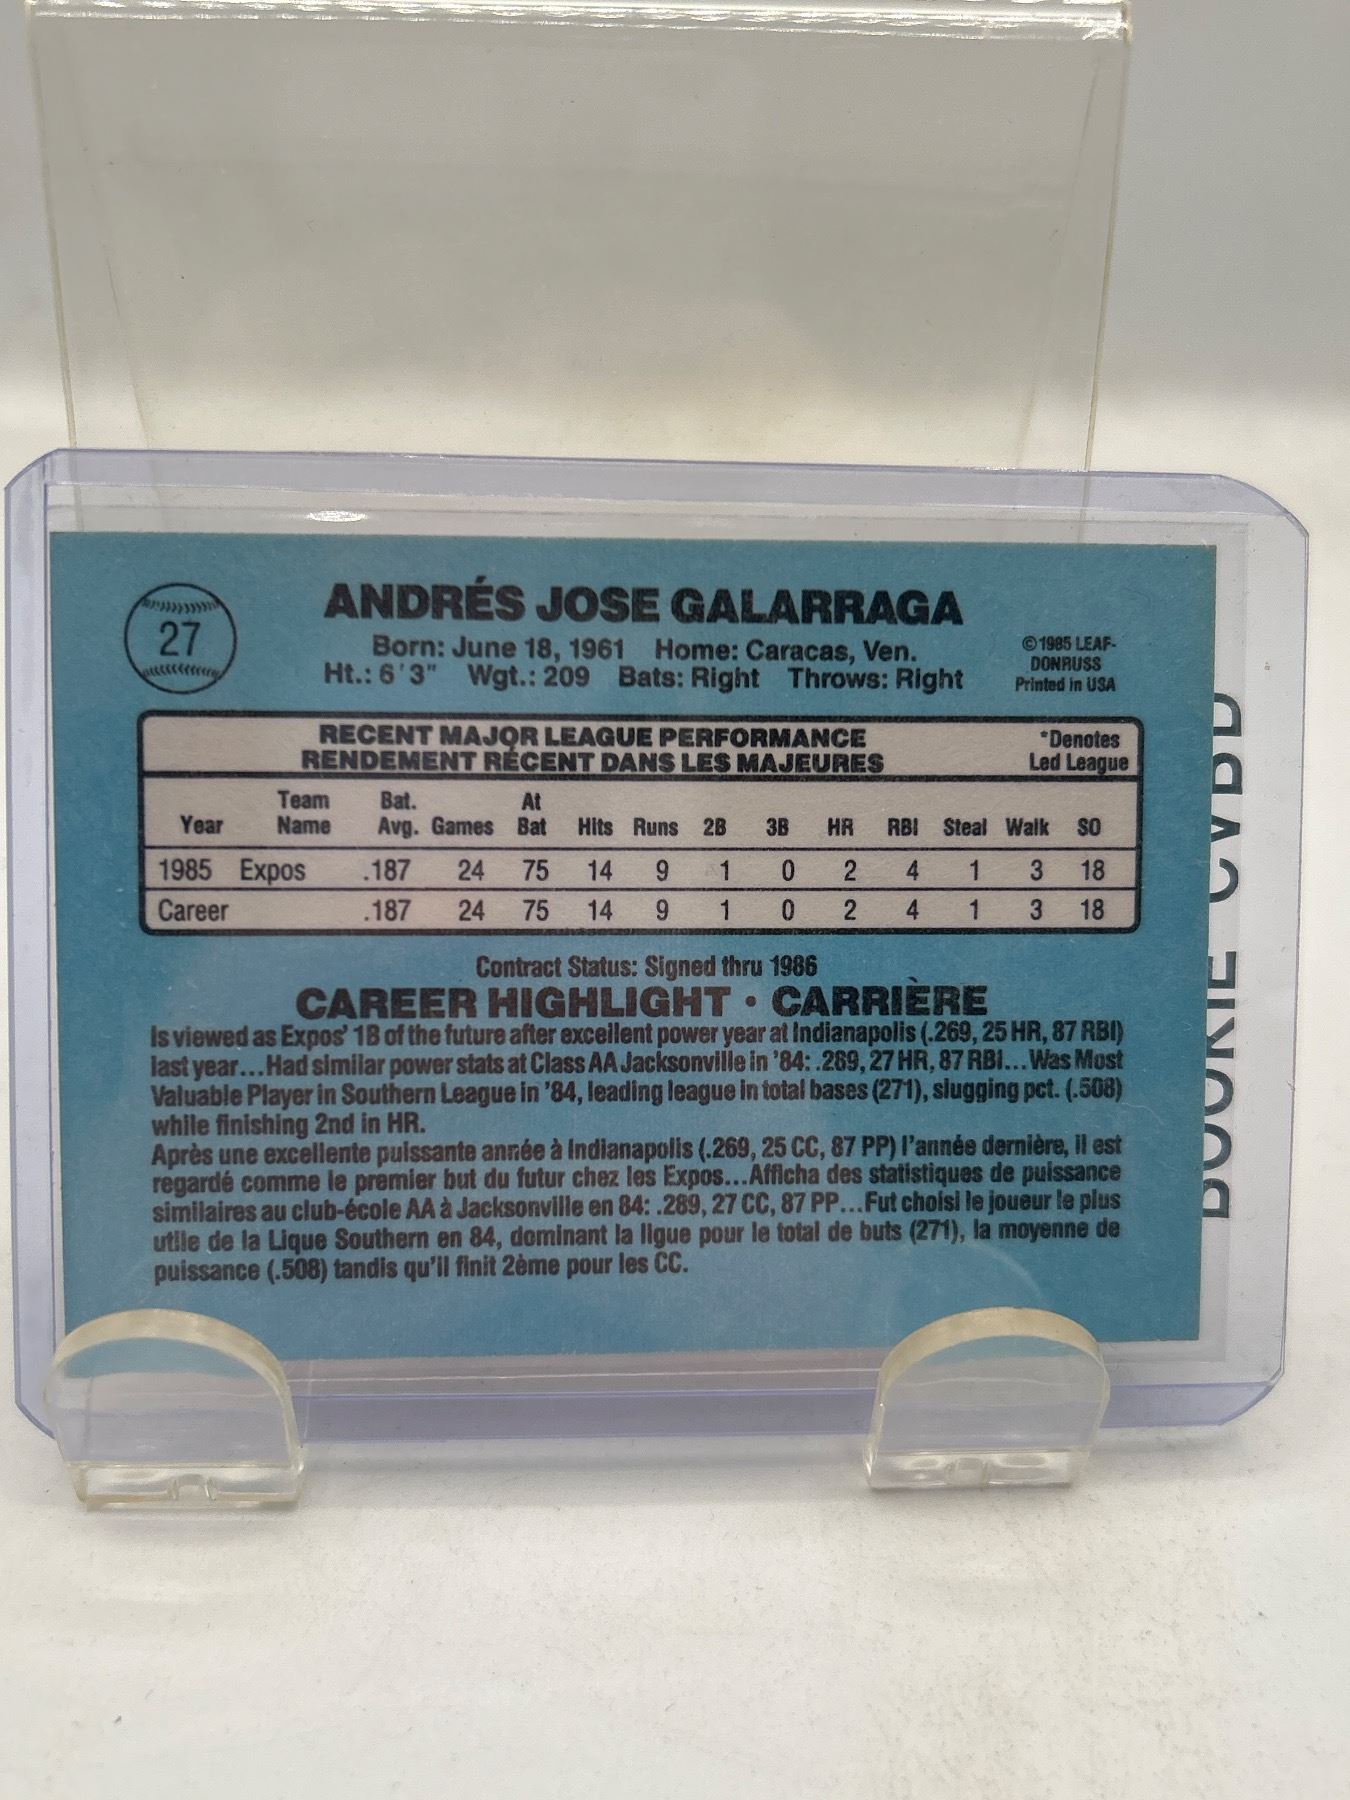 27
ANDRÉS JOSE GALARRAGA
Born: June 18, 1961 Home: Caracas, Ven.
Ht.: 6'3" Wgt.: 209 Bats: Right Throws: Right
©1985 LEAF-
DONRUSS
Printed in USA
RECENT MAJOR LEAGUE PERFORMANCE
RENDEMENT RÉCENT DANS LES MAJEURES
*Denotes
Led League
Year Team Name Bat. Avg. Games At Bat Hits Runs 2B 3B HR RBI Steal Walk SO
1985 Expos .187 24 75 14 9 1 0 2 4 1 3 18
Career .187 24 75 14 9 1 0 2 4 1 3 18
Contract Status: Signed thru 1986
CAREER HIGHLIGHT • CARRIÈRE
Is viewed as Expos' 1B of the future after excellent power year at Indianapolis (.269, 25 HR, 87 RBI)
last year...Had similar power stats at Class AA Jacksonville in '84: .289, 27 HR, 87 RBI...Was Most
Valuable Player in Southern League in '84, leading league in total bases (271), slugging pct. (.508)
while finishing 2nd in HR.
Après une excellente puissante année à Indianapolis (.269, 25 CC, 87 PP) l'année dernière, il est
regardé comme le premier but du futur chez les Expos...Afficha des statistiques de puissance
similaires au club-école AA à Jacksonville en 84: .289, 27 CC, 87 PP...Fut choisi le joueur le plus
utile de la Lique Southern en 84, dominant la ligue pour le total de buts (271), la moyenne de
puissance (.508) tandis qu'il finit 2ème pour les CC.
ROOKIE CARD